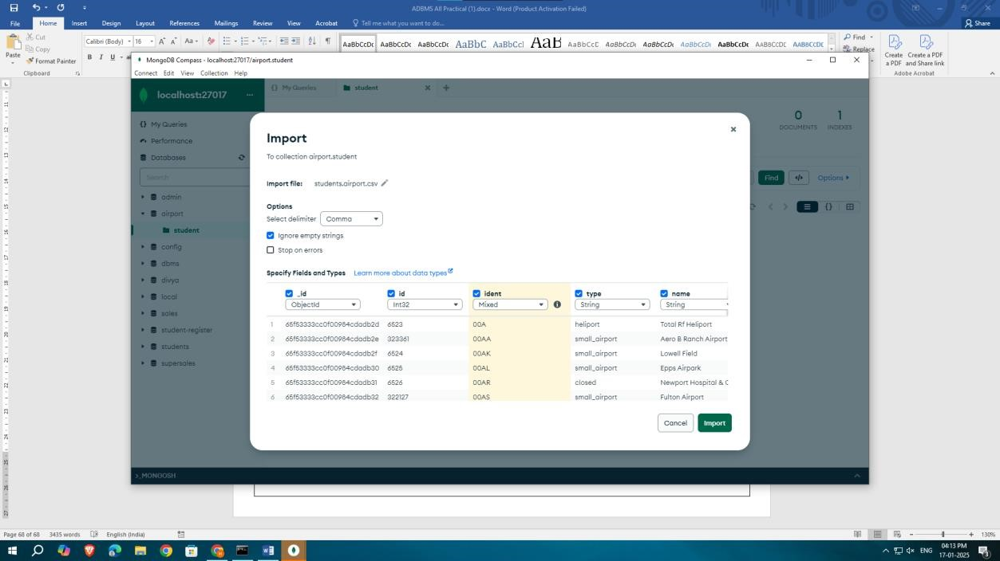 ADBMS All Practical (1).docx - Word (Product Activation Failed)
File Home Insert Design Layout References Mailings Review View Acrobat Tell me what you want to do... Share
Cut
Copy
Format Painter
Paste
Clipboard
Calibri (Body) 16
B I U
AaBbCcDc AaBbCcDc AaBbC AaBbCcI AaB AaBbCcC AaBbCcDc AaBbCcDc AaBbCcDc AaBbCcDc AaBbCcDc AABBCCDC AABBCCDC
Find
Replace
Create a PDF
Create a PDF and Share link
Adobe Acrobat
MongoDB Compass - localhost:27017/airport.student
Connect Edit View Collection Help
localhost:27017 ...
My Queries
student
My Queries
Performance
Databases
Search
admin
airport
student
config
dbms
divya
local
sales
student-register
students
supersales
0
DOCUMENTS
1
INDEXES
Find
Options
Import
To collection airport.student
Import file: students.airport.csv
Options
Select delimiter Comma
Ignore empty strings
Stop on errors
Specify Fields and Types Learn more about data types
_id id ident type name
ObjectId Int32 Mixed String String
1 65f53333cc0f00984cdadb2d 6523 00A heliport Total Rf Heliport
2 65f53333cc0f00984cdadb2e 323361 00AA small_airport Aero B Ranch Airport
3 65f53333cc0f00984cdadb2f 6524 00AK small_airport Lowell Field
4 65f53333cc0f00984cdadb30 6525 00AL small_airport Epps Airpark
5 65f53333cc0f00984cdadb31 6526 00AR closed Newport Hospital & C
6 65f53333cc0f00984cdadb32 322127 00AS small_airport Fulton Airport
Cancel Import
>_MONGOSH
Page 68 of 68 3435 words English (India) 130%
ENG 04:13 PM
17-01-2025
3